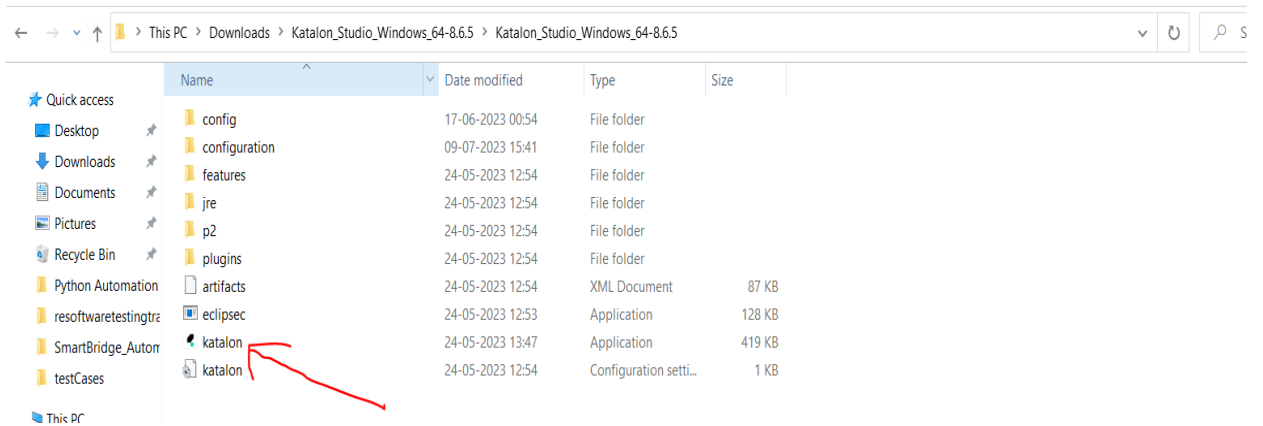 This PC > Downloads > Katalon_Studio_Windows_64-8.6.5 > Katalon_Studio_Windows_64-8.6.5 S
Name Date modified Type Size
Quick access
Desktop
Downloads
Documents
Pictures
Recycle Bin
Python Automation
resoftwaretestingtra
SmartBridge_Autom
testCases
This PC
config 17-06-2023 00:54 File folder
configuration 09-07-2023 15:41 File folder
features 24-05-2023 12:54 File folder
jre 24-05-2023 12:54 File folder
p2 24-05-2023 12:54 File folder
plugins 24-05-2023 12:54 File folder
artifacts 24-05-2023 12:54 XML Document 87 KB
eclipsec 24-05-2023 12:53 Application 128 KB
katalon 24-05-2023 13:47 Application 419 KB
katalon 24-05-2023 12:54 Configuration setti... 1 KB